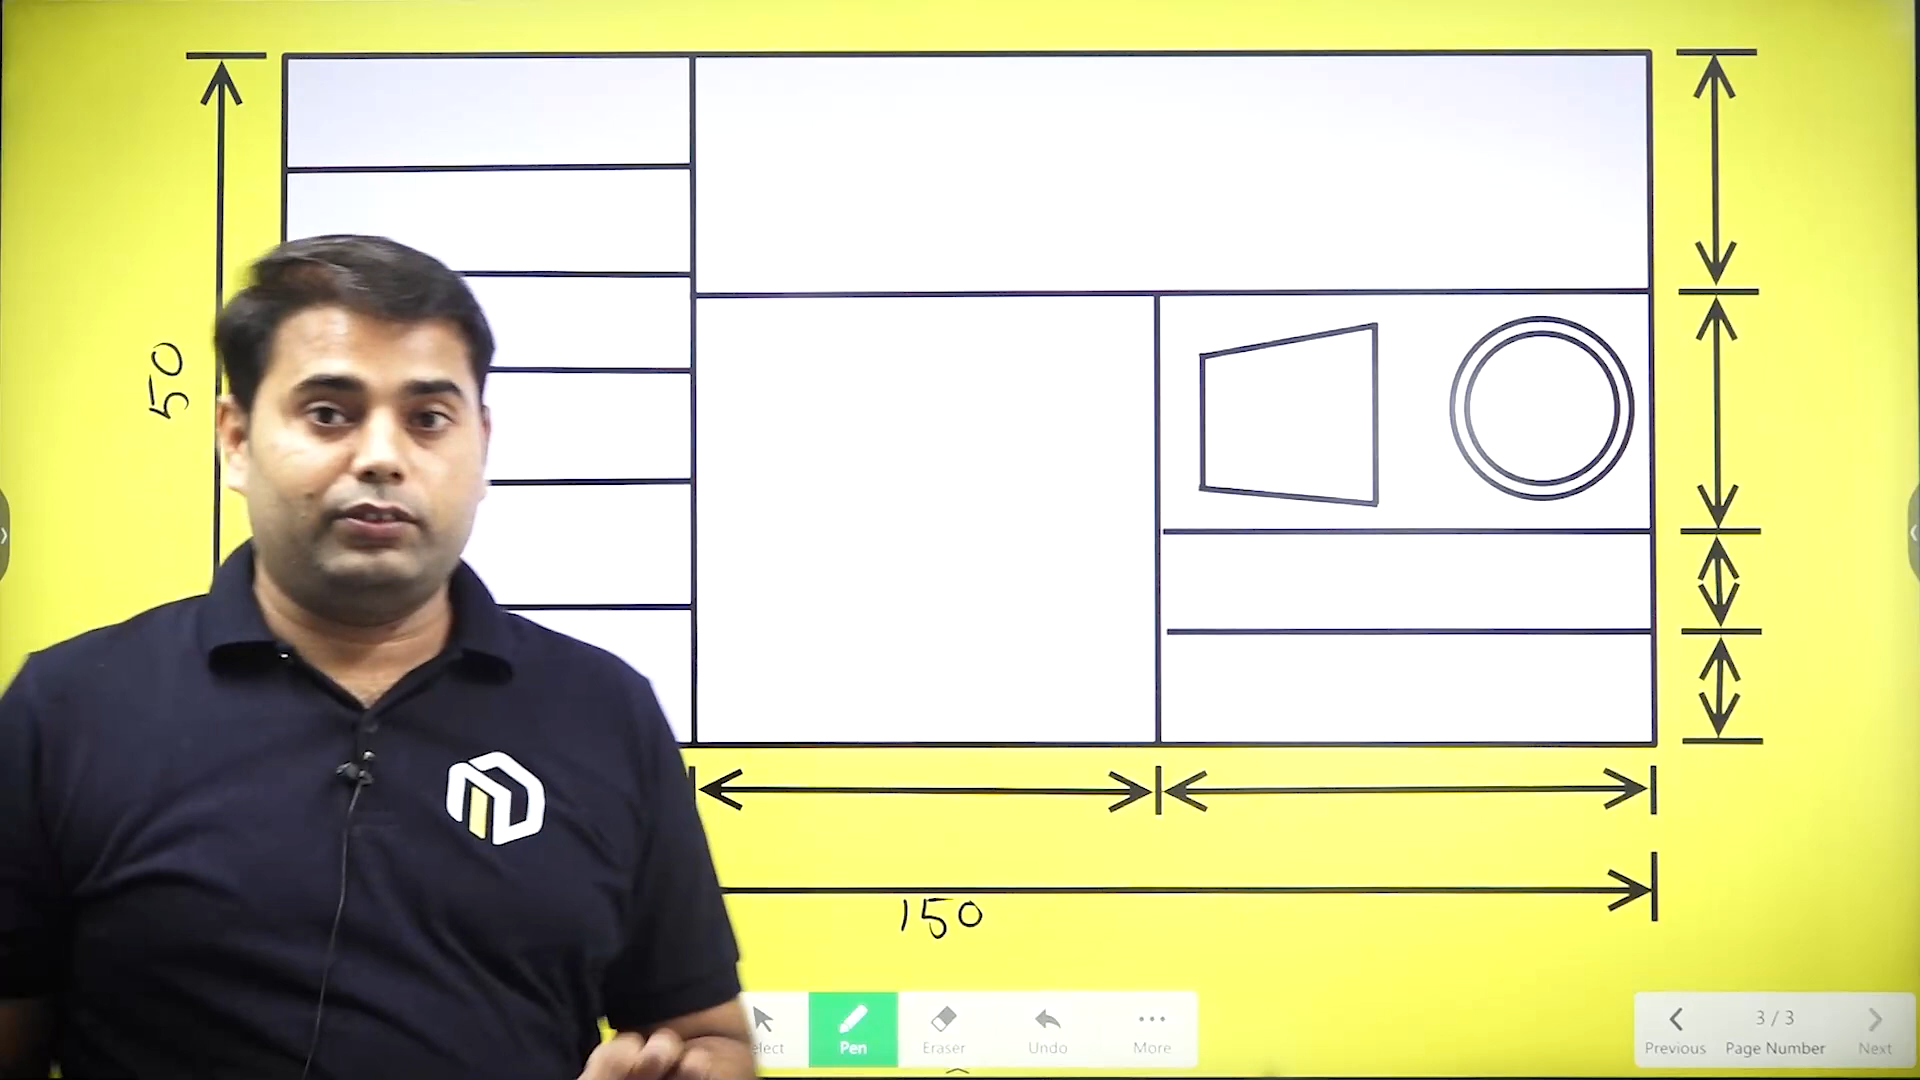 50
150
Pen
Eraser
Undo
More
3 / 3
Previous
Page Number
Next